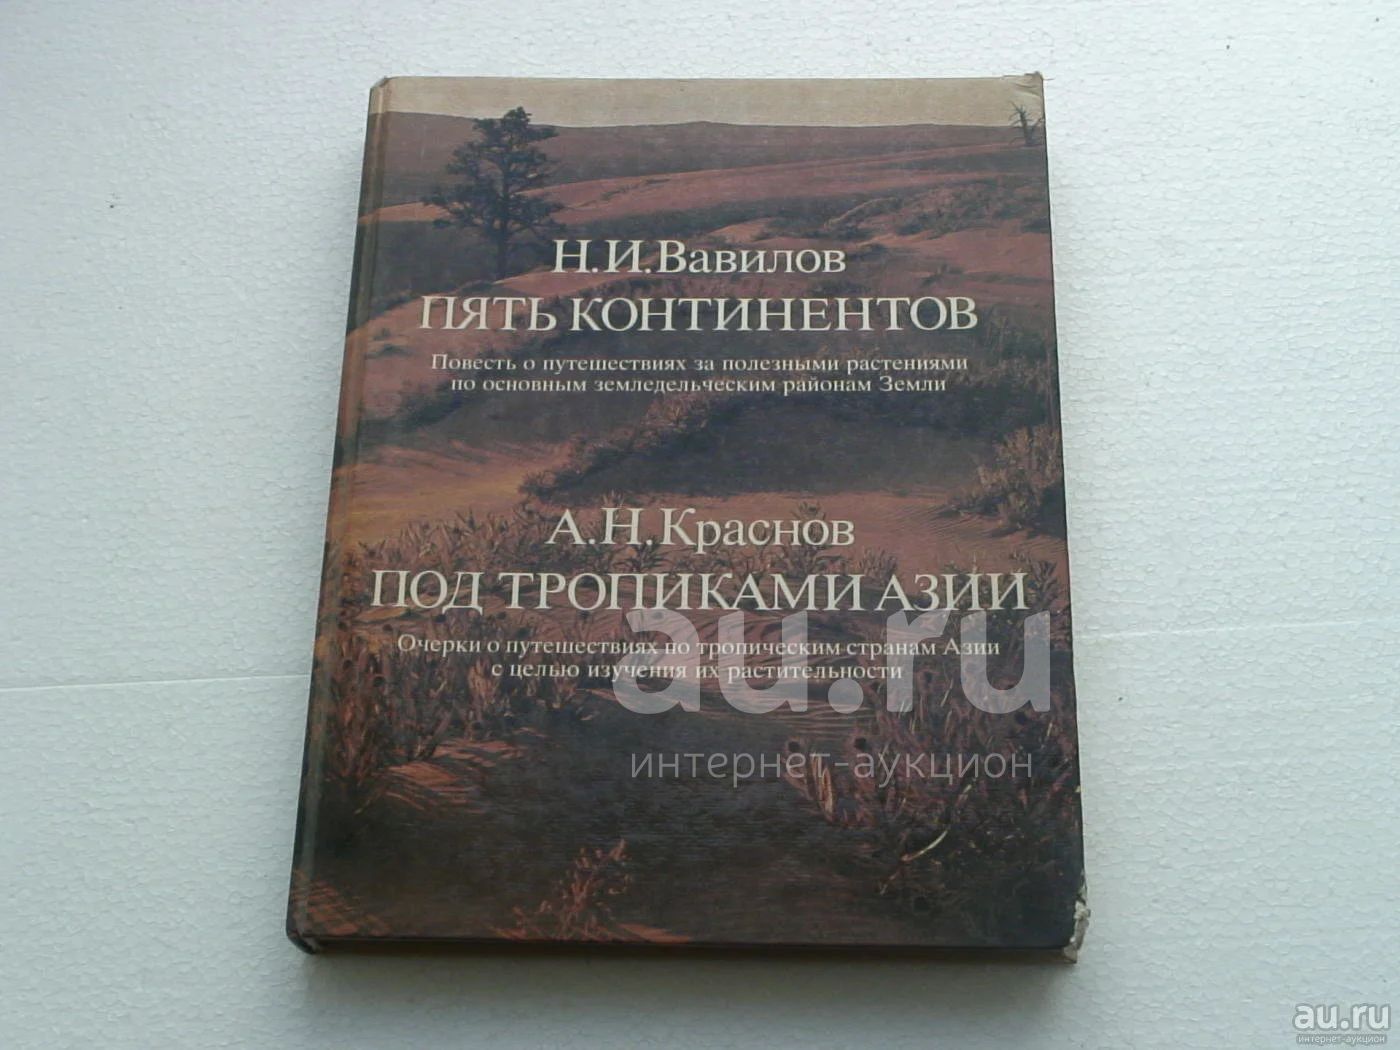 Н.И.Вавилов
ПЯТЬ КОНТИНЕНТОВ
Повесть о путешествиях за полезными растениями
по основным земледельческим районам Земли
А.Н.Краснов
ПОД ТРОПИКАМИ АЗИИ
Очерки о путешествиях по тропическим странам Азии
с целью изучения их растительности
au.ru
интернет-аукцион
au.ru
интернет-аукцион